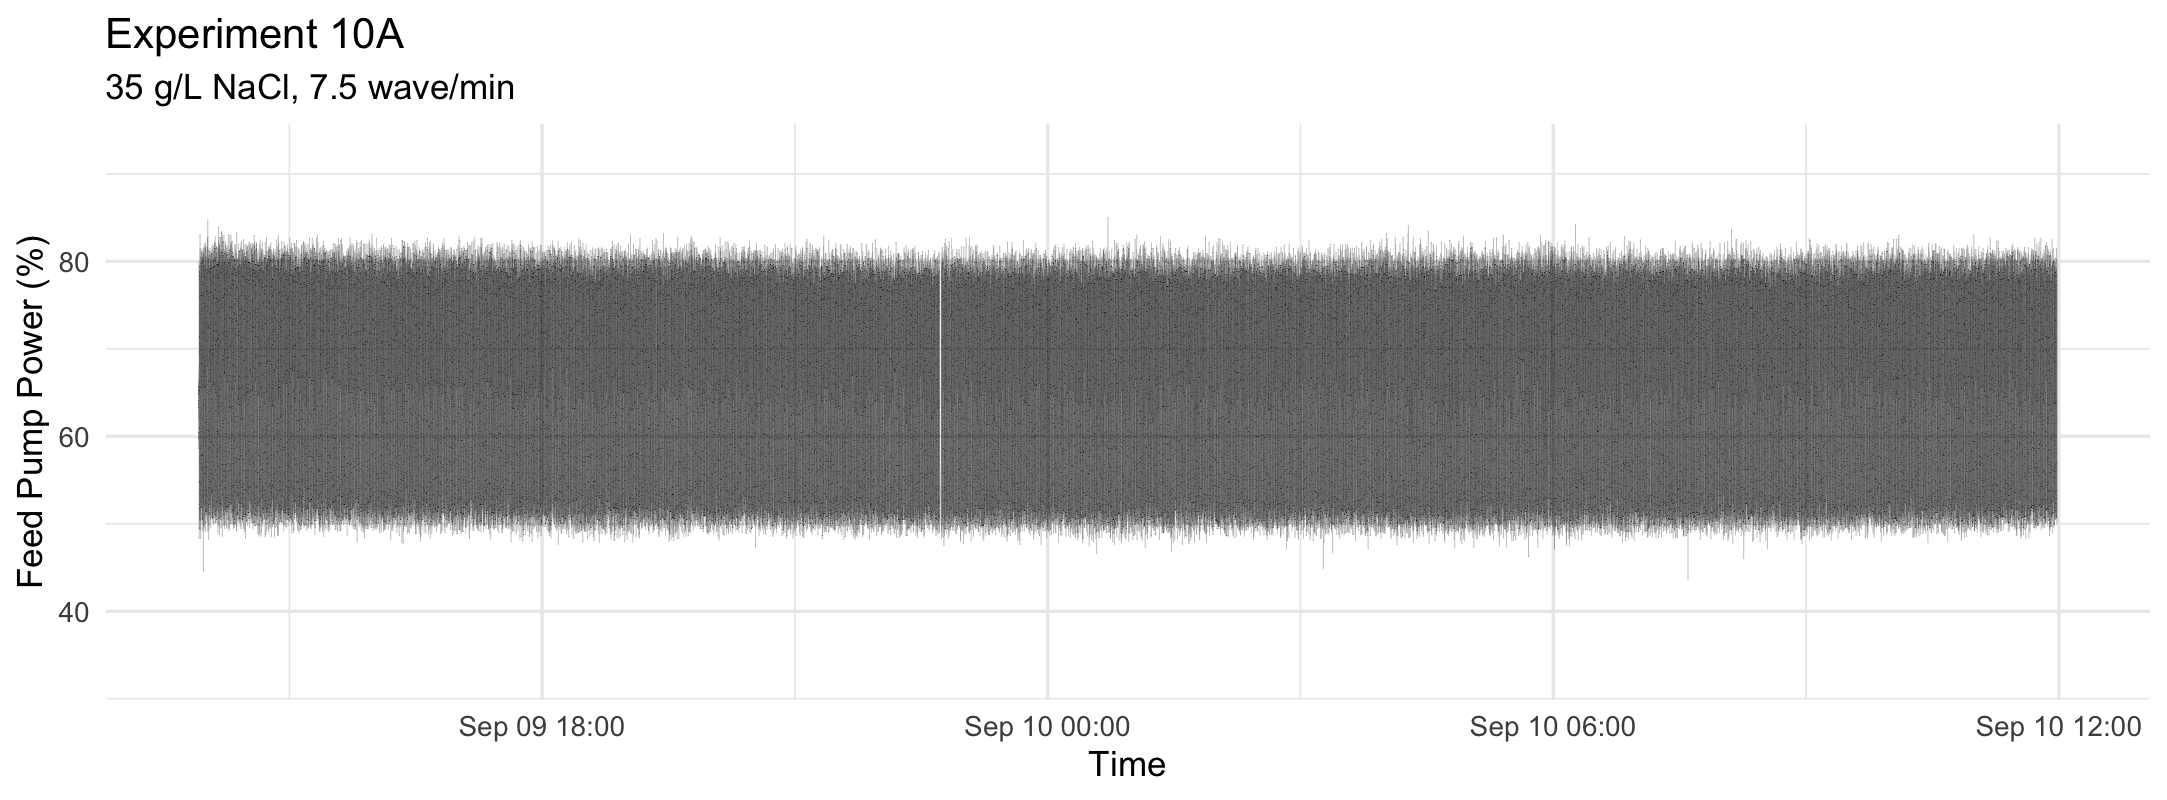 Experiment 10A
35 g/L NaCl, 7.5 wave/min
Feed Pump Power (%)
80
60
40
Sep 09 18:00
Sep 10 00:00
Sep 10 06:00
Sep 10 12:00
Time